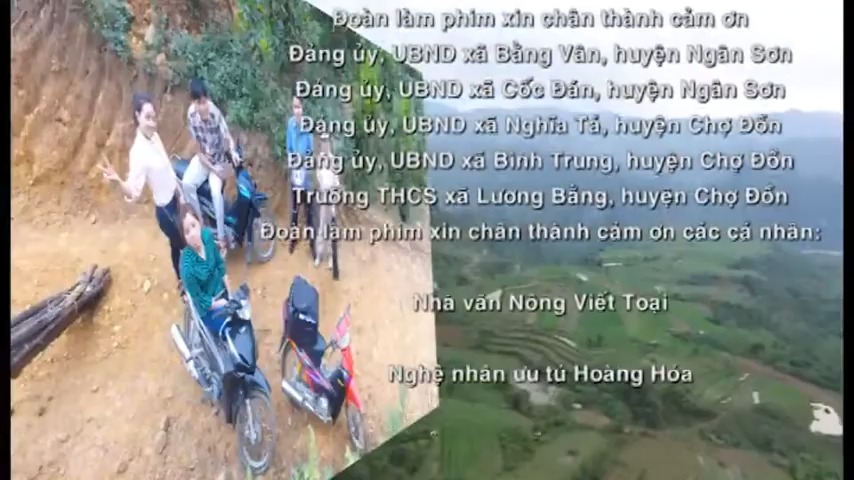 Đoàn làm phim xin chân thành cảm ơn
Đảng ủy, UBND xã Bằng Vân, huyện Ngân Sơn
Đảng ủy, UBND xã Cốc Đán, huyện Ngân Sơn
Đảng ủy, UBND xã Nghĩa Tá, huyện Chợ Đồn
Đảng ủy, UBND xã Bình Trung, huyện Chợ Đồn
Trường THCS xã Lương Bằng, huyện Chợ Đồn
Đoàn làm phim xin chân thành cảm ơn các cá nhân:
Nhà văn Nông Viết Toại
Nghệ nhân ưu tú Hoàng Hóa